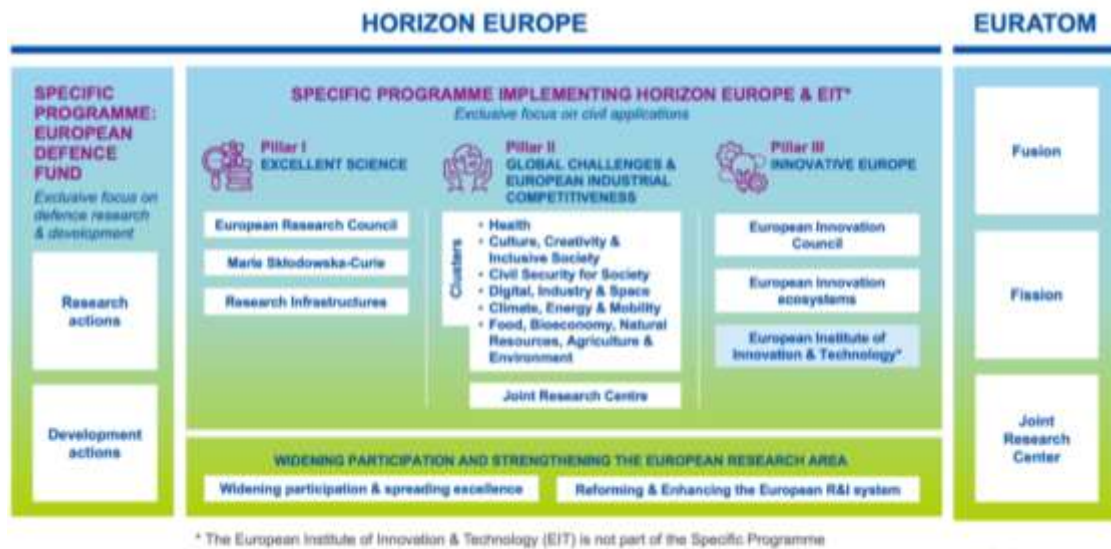 HORIZON EUROPE
EURATOM
SPECIFIC
PROGRAMME:
EUROPEAN
DEFENCE
FUND
Exclusive focus on
defence research
& development
Research
actions
Development
actions
SPECIFIC PROGRAMME IMPLEMENTING HORIZON EUROPE & EIT*
Exclusive focus on civil applications
Pillar I
EXCELLENT SCIENCE
European Research Council
Marie Skłodowska-Curie
Research Infrastructures
Pillar II
GLOBAL CHALLENGES &
EUROPEAN INDUSTRIAL
COMPETITIVENESS
Clusters
• Health
• Culture, Creativity &
Inclusive Society
• Civil Security for Society
• Digital, Industry & Space
• Climate, Energy & Mobility
• Food, Bioeconomy, Natural
Resources, Agriculture &
Environment
Joint Research Centre
Pillar III
INNOVATIVE EUROPE
European Innovation
Council
European Innovation
ecosystems
European Institute of
Innovation & Technology*
WIDENING PARTICIPATION AND STRENGTHENING THE EUROPEAN RESEARCH AREA
Widening participation & spreading excellence
Reforming & Enhancing the European R&I system
Fusion
Fission
Joint
Research
Center
* The European Institute of Innovation & Technology (EIT) is not part of the Specific Programme